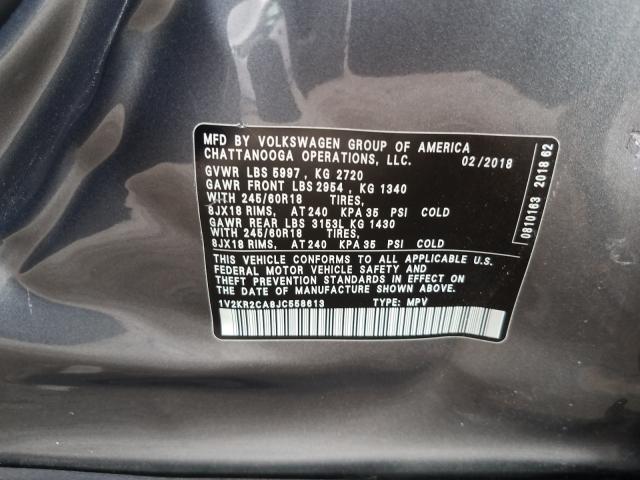 MFD BY VOLKSWAGEN GROUP OF AMERICA
CHATTANOOGA OPERATIONS, LLC. 02/2018
GVWR LBS 5997 , KG 2720
GAWR FRONT LBS 2954 , KG 1340
WITH 245/60R18 TIRES,
8JX18 RIMS, AT 240 KPA 35 PSI COLD
GAWR REAR LBS 3153L KG 1430
WITH 245/60R18 TIRES,
8JX18 RIMS, AT 240 KPA 35 PSI COLD
THIS VEHICLE CONFORMS TO ALL APPLICABLE U.S.
FEDERAL MOTOR VEHICLE SAFETY AND
THEFT PREVENTION STANDARDS IN EFFECT ON
THE DATE OF MANUFACTURE SHOWN ABOVE.
1V2KR2CA8JC558613 TYPE: MPV
0810163 2018 62